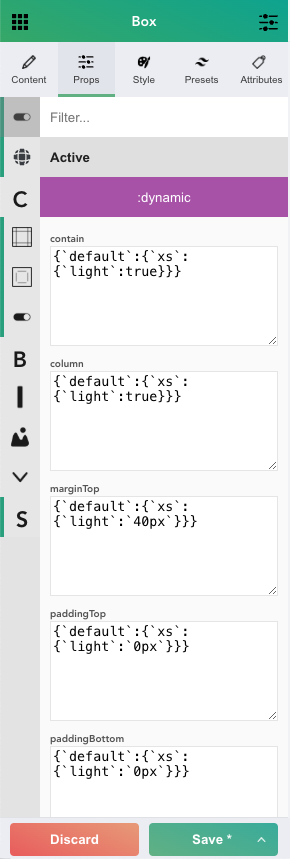 Box
Content Props Style Presets Attributes
Filter...
Active
:dynamic
contain
{`default`:{`xs`:
{`light`:true}}}
C
column
{`default`:{`xs`:
{`light`:true}}}
B
marginTop
{`default`:{`xs`:
{`light`:`40px`}}}
S
paddingTop
{`default`:{`xs`:
{`light`:`0px`}}}
paddingBottom
{`default`:{`xs`:
{`light`:`0px`}}}
Discard Save *